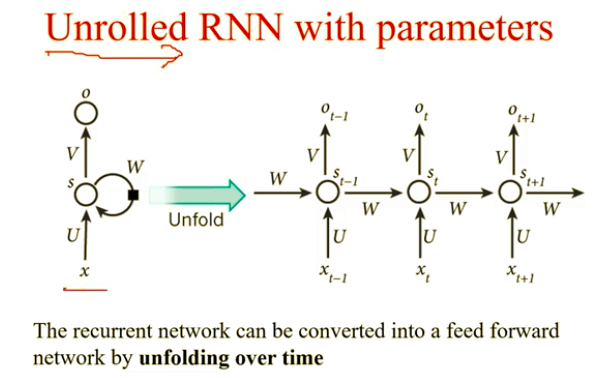 Unrolled RNN with parameters
o
V
s
W
U
x
Unfold
o_{t-1} o_t o_{t+1}
V V V
W s_{t-1} s_t s_{t+1}
W W W
U U U
x_{t-1} x_t x_{t+1}
The recurrent network can be converted into a feed forward
network by unfolding over time